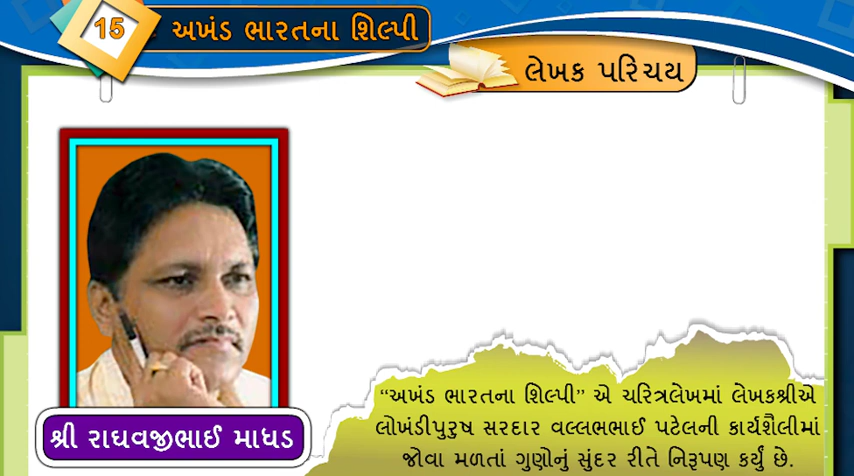 15 અખંડ ભારતના શિલ્પી
લેખક પરિચય
શ્રી રાઘવજીભાઈ માધડ
“અખંડ ભારતના શિલ્પી” એ ચરિત્રલેખમાં લેખકશ્રીએ
લોખંડીપુરુષ સરદાર વલ્લભભાઈ પટેલની કાર્યશૈલીમાં
જોવા મળતાં ગુણોનું સુંદર રીતે નિરૂપણ કર્યું છે.